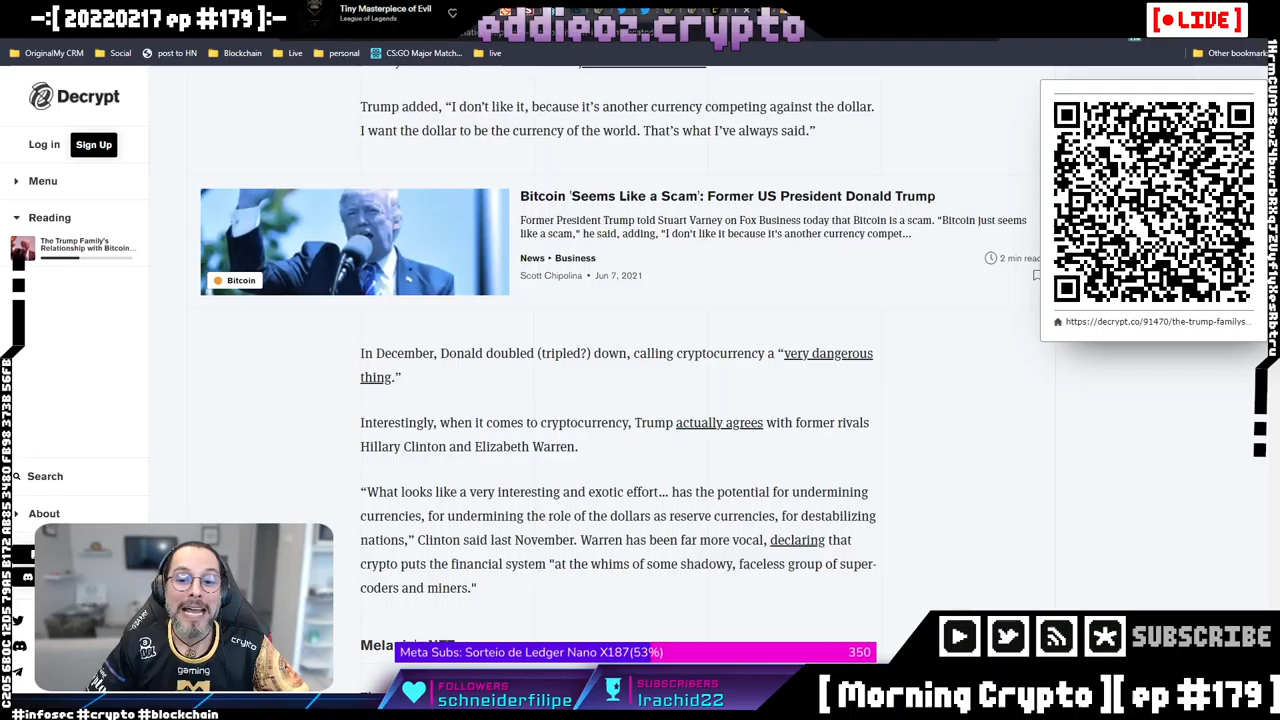 -:[ 20220217 ep #179 ]:-
Tiny Masterpiece of Evil
League of Legends
eddieoz.crypto
[ LIVE ]
OriginalMy CRM
Social
post to HN
Blockchain
Live
personal
CS:GO Major Match...
live
Other bookmark
Decrypt
Log in
Sign Up
Menu
Reading
The Trump Family's
Relationship with Bitcoin...
Search
About
Trump added, “I don’t like it, because it’s another currency competing against the dollar.
I want the dollar to be the currency of the world. That’s what I’ve always said.”
Bitcoin 'Seems Like a Scam': Former US President Donald Trump
Former President Trump told Stuart Varney on Fox Business today that Bitcoin is a scam. "Bitcoin just seems
like a scam," he said, adding, "I don't like it because it's another currency compet...
News • Business
2 min read
Scott Chipolina • Jun 7, 2021
Bitcoin
https://decrypt.co/91470/the-trump-familys...
In December, Donald doubled (tripled?) down, calling cryptocurrency a “very dangerous
thing.”
Interestingly, when it comes to cryptocurrency, Trump actually agrees with former rivals
Hillary Clinton and Elizabeth Warren.
“What looks like a very interesting and exotic effort... has the potential for undermining
currencies, for undermining the role of the dollars as reserve currencies, for destabilizing
nations,” Clinton said last November. Warren has been far more vocal, declaring that
crypto puts the financial system "at the whims of some shadowy, faceless group of super-
coders and miners."
Meta Subs: Sorteio de Ledger Nano X187(53%)
350
FOLLOWERS
schneiderfilipe
SUBSCRIBERS
lrachid22
SUBSCRIBE
[ Morning Crypto ][ ep #179 ]
crypto
gaming
#infosec #crypto #blockchain